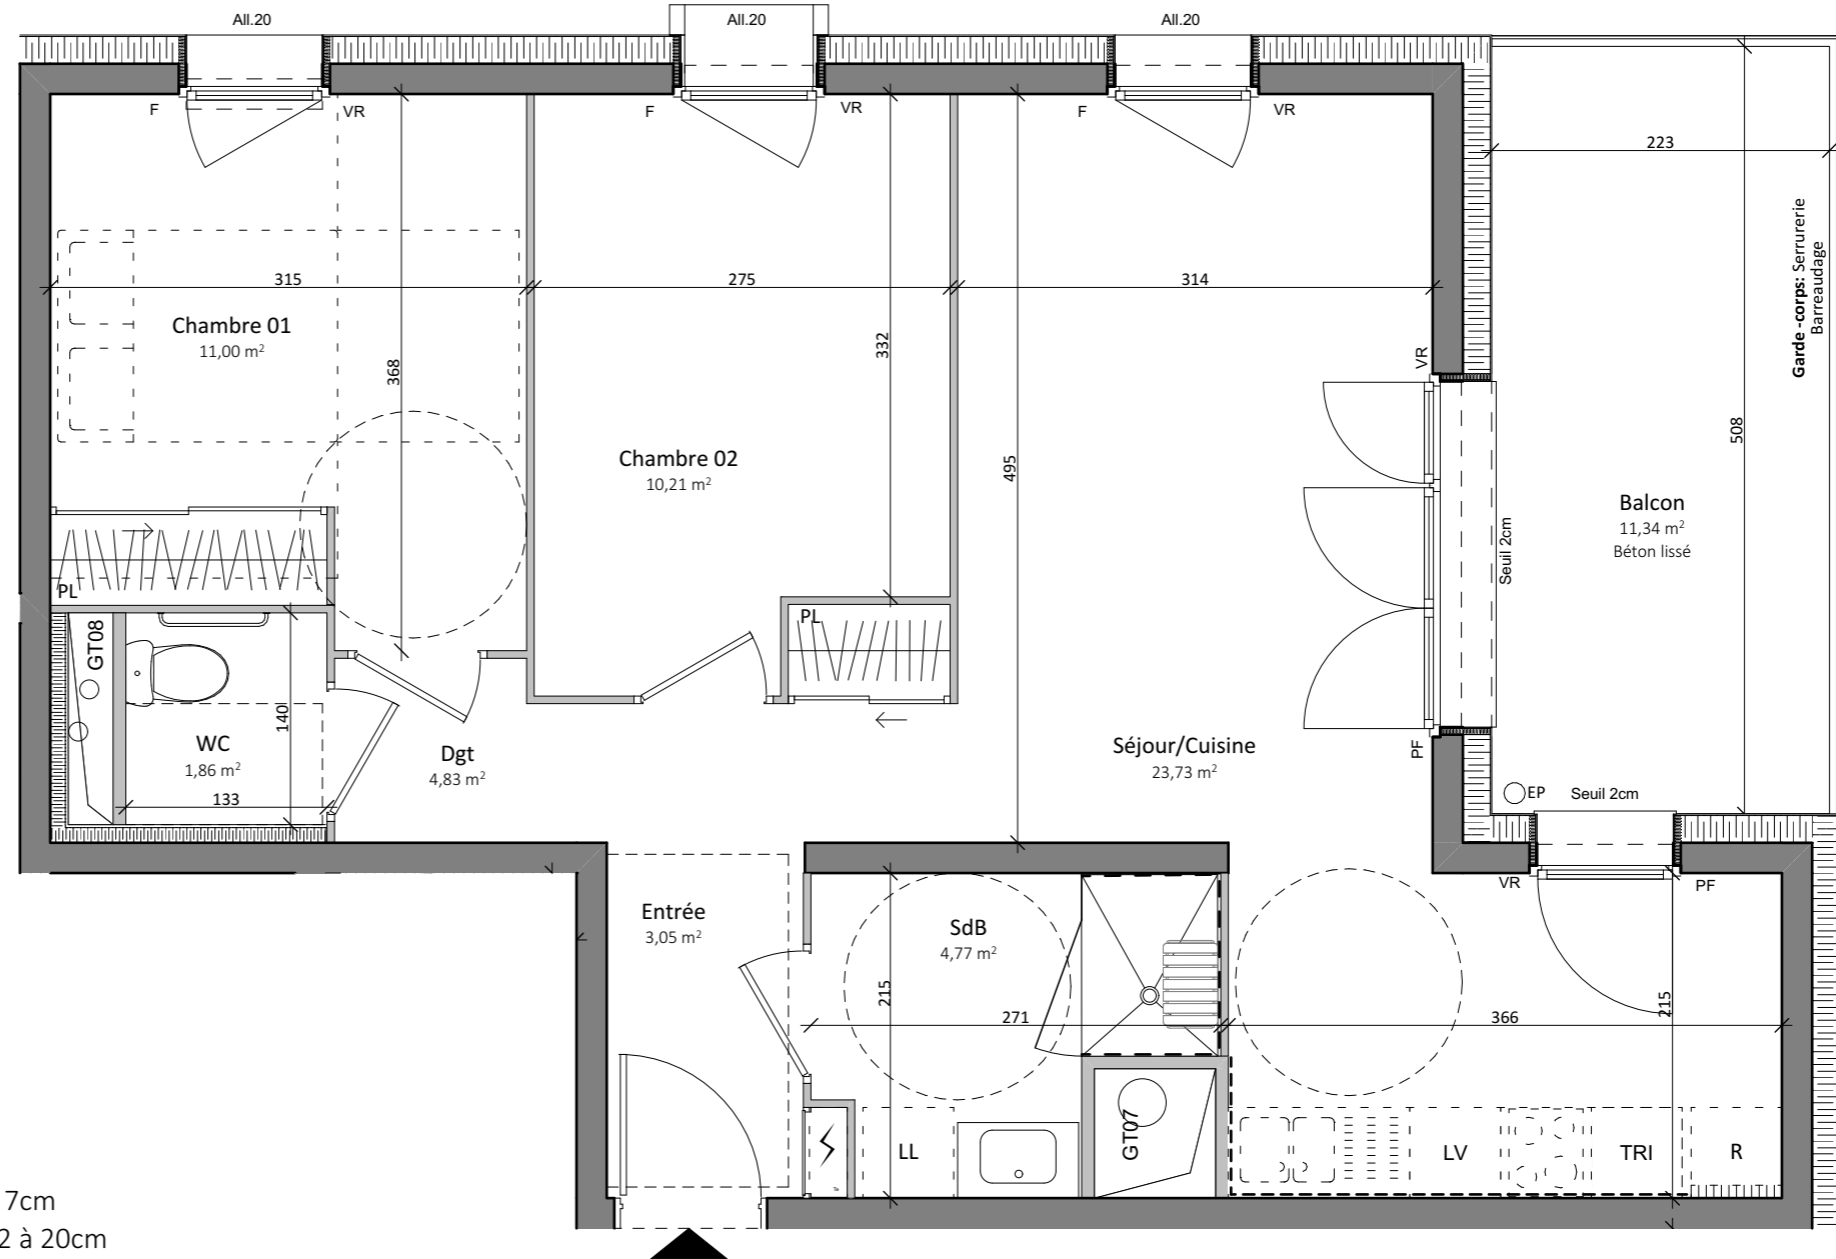 All.20
All.20
All.20
F
VR
F
VR
F
VR
223
Garde -corps: Serrurerie
Barreaudage
315
275
314
Chambre 01
11,00 m²
368
332
VR
Chambre 02
10,21 m²
495
508
Balcon
11,34 m²
Béton lissé
Seuil 2cm
PL
PL
GT08
140
WC
1,86 m²
133
Dgt
4,83 m²
Séjour/Cuisine
23,73 m²
PF
EP
Seuil 2cm
VR
PF
Entrée
3,05 m²
SdB
4,77 m²
215
271
366
215
GT07
LL
LV
TRI
R
7cm
2 à 20cm